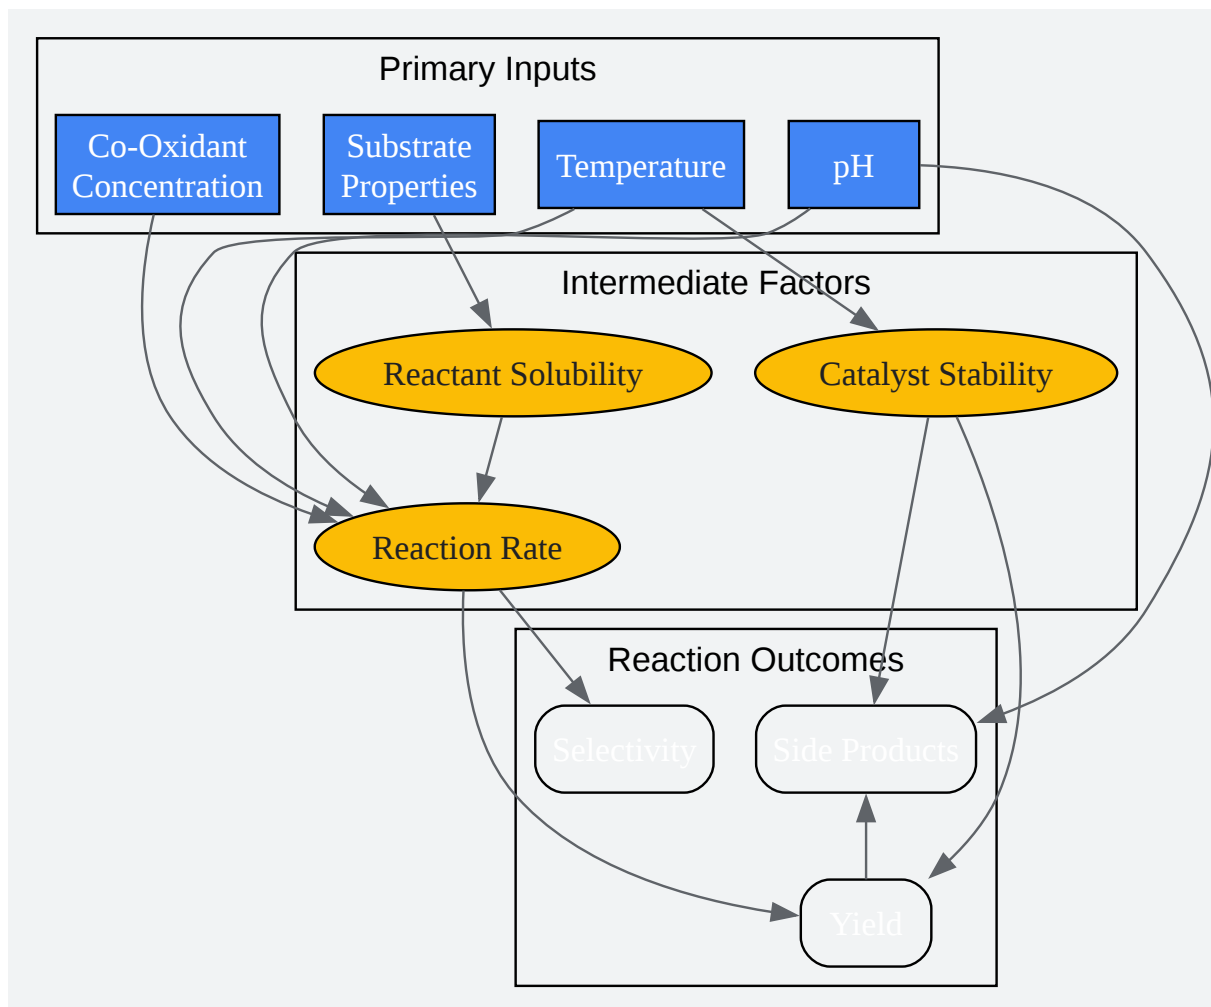 Primary Inputs
Co-Oxidant
Concentration
Substrate
Properties
Temperature
pH
Intermediate Factors
Reactant Solubility
Catalyst Stability
Reaction Rate
Reaction Outcomes
Selectivity
Side Products
Yield